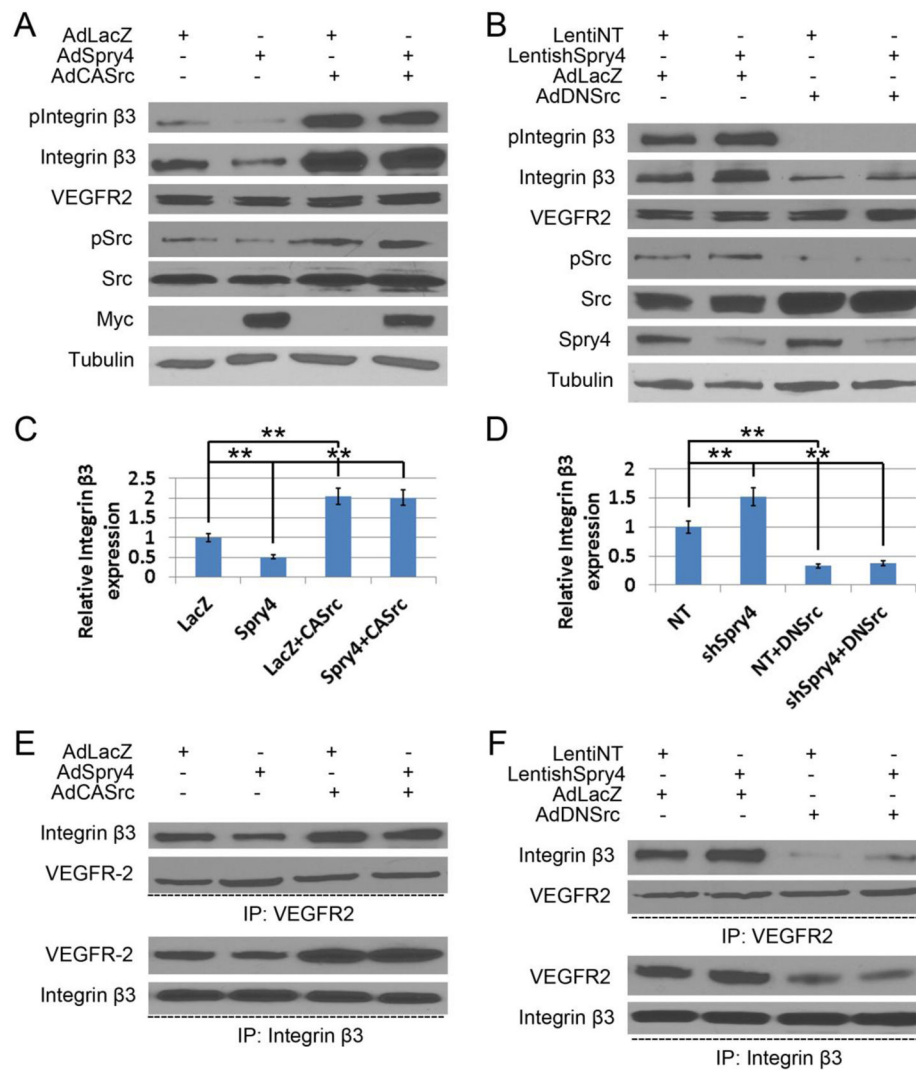 A
AdLacZ + - + -
AdSpry4 - + - +
AdCASrc - - + +
pIntegrin β3
Integrin β3
VEGFR2
pSrc
Src
Myc
Tubulin
B
LentiNT + - + -
LentishSpry4 - + - +
AdLacZ + + - -
AdDNSrc - - + +
pIntegrin β3
Integrin β3
VEGFR2
pSrc
Src
Spry4
Tubulin
C
Relative Integrin β3
expression
2.5
2
1.5
1
0.5
0
**
** **
LacZ
Spry4
LacZ+CASrc
Spry4+CASrc
D
Relative Integrin β3
expression
2
1.5
1
0.5
0
**
** **
NT
shSpry4
NT+DNSrc
shSpry4+DNSrc
E
AdLacZ + - + -
AdSpry4 - + - +
AdCASrc - - + +
Integrin β3
VEGFR-2
IP: VEGFR2
VEGFR-2
Integrin β3
IP: Integrin β3
F
LentiNT + - + -
LentishSpry4 - + - +
AdLacZ + + - -
AdDNSrc - - + +
Integrin β3
VEGFR2
IP: VEGFR2
VEGFR2
Integrin β3
IP: Integrin β3